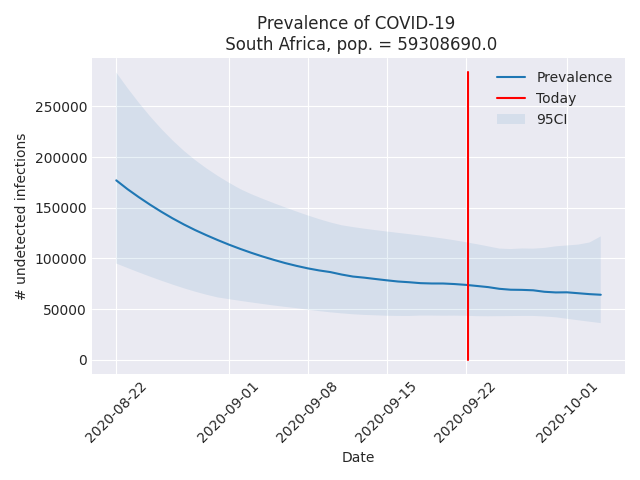 Prevalence of COVID-19
South Africa, pop. = 59308690.0
Prevalence
Today
95CI
# undetected infections
250000
200000
150000
100000
50000
0
2020-08-22
2020-09-01
2020-09-08
2020-09-15
2020-09-22
2020-10-01
Date